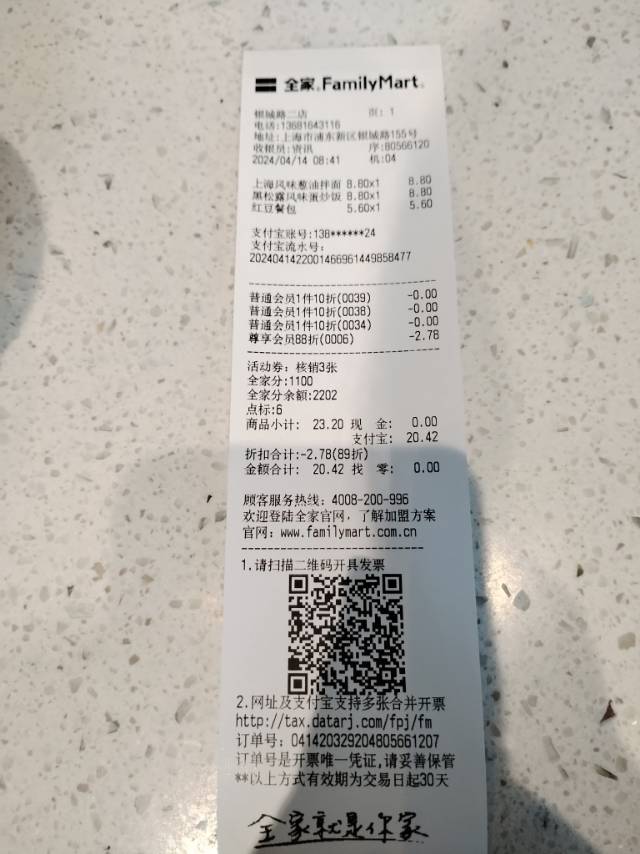 全家 FamilyMart
银城路二店 页: 1
电话:13681643116
地址:上海市浦东新区银城路155号
收银员:资讯 序:80566120
2024/04/14 08:41 机:04
上海风味葱油拌面 8.80x1 8.80
黑松露风味蛋炒饭 8.80x1 8.80
红豆餐包 5.60x1 5.60
支付宝账号:138******24
支付宝流水号:
2024041422001466961449858477
普通会员1件10折(0039) -0.00
普通会员1件10折(0038) -0.00
普通会员1件10折(0034) -0.00
尊享会员88折(0006) -2.78
活动券: 核销3张
全家分:1100
全家分余额:2202
点标:6
商品小计: 23.20 现 金: 0.00
支付宝: 20.42
折扣合计:-2.78(89折)
金额合计: 20.42 找 零: 0.00
顾客服务热线: 4008-200-996
欢迎登陆全家官网，了解加盟方案
官网: www.familymart.com.cn
1.请扫描二维码开具发票
2.网址及支付宝支持多张合并开票
http://tax.datarj.com/fpj/fm
订单号: 041420329204805661207
订单号是开票唯一凭证,请妥善保管
**以上方式有效期为交易日起30天
全家就是你家